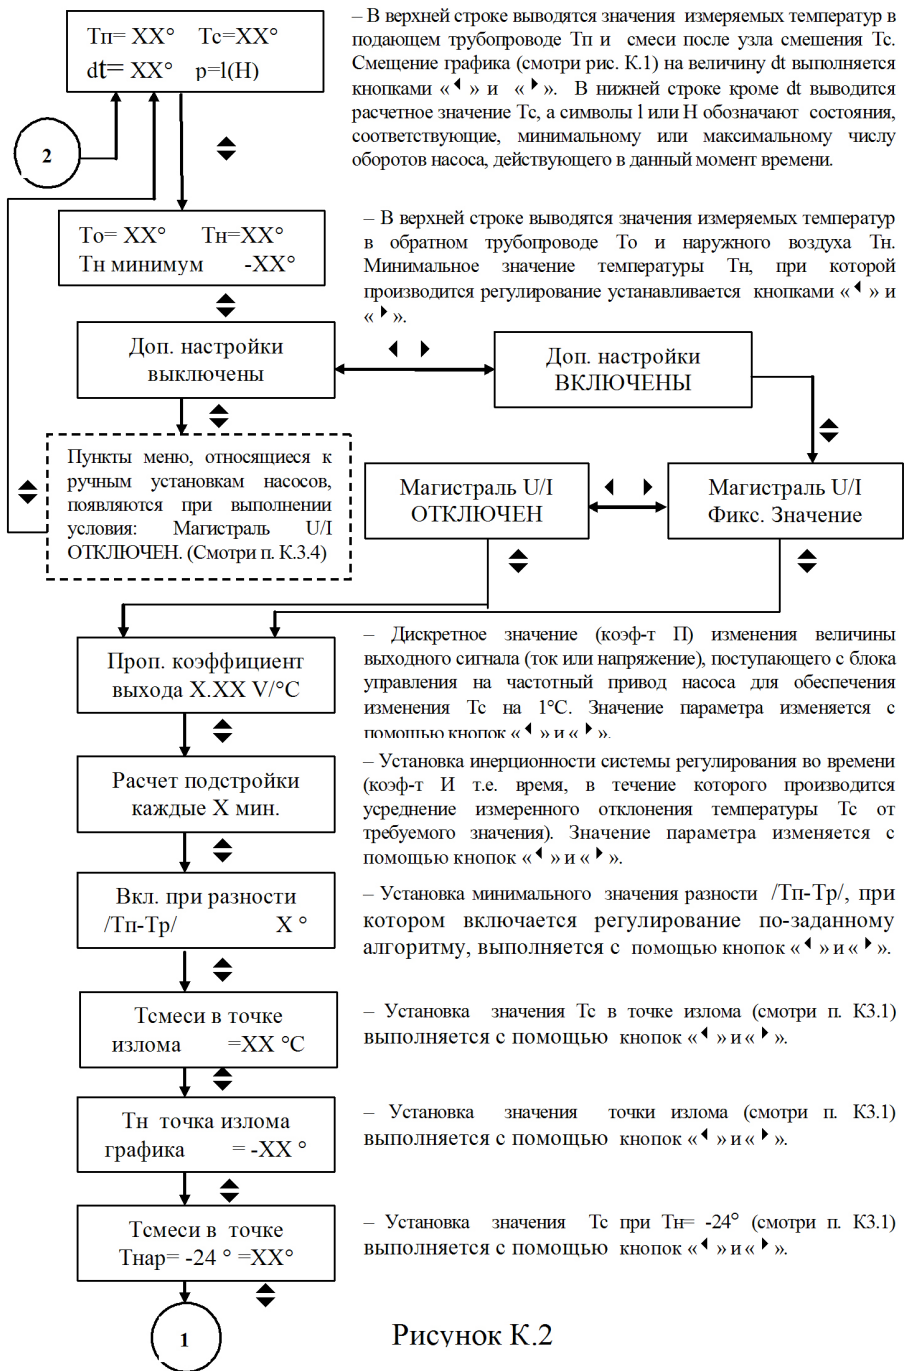 Тп= XX°   Тс=XX°
dt= XX°   p=l(H)
– В верхней строке выводятся значения измеряемых температур в
подающем трубопроводе Тп и смеси после узла смешения Тс.
Смещение графика (смотри рис. К.1) на величину dt выполняется
кнопками «◂» и «▸». В нижней строке кроме dt выводится
расчетное значение Тс, а символы l или H обозначают состояния,
соответствующие, минимальному или максимальному числу
оборотов насоса, действующего в данный момент времени.
2
То= XX°   Тн=XX°
Тн минимум   -XX°
– В верхней строке выводятся значения измеряемых температур
в обратном трубопроводе То и наружного воздуха Тн.
Минимальное значение температуры Тн, при которой
производится регулирование устанавливается кнопками «◂» и
«▸».
Доп. настройки
выключены
Доп. настройки
ВКЛЮЧЕНЫ
Пункты меню, относящиеся к
ручным установкам насосов,
появляются при выполнении
условия: Магистраль U/I
ОТКЛЮЧЕН. (Смотри п. К.3.4)
Магистраль U/I
ОТКЛЮЧЕН
Магистраль U/I
Фикс. Значение
Проп. коэффициент
выхода X.XX V/°C
– Дискретное значение (коэф-т П) изменения величины
выходного сигнала (ток или напряжение), поступающего с блока
управления на частотный привод насоса для обеспечения
изменения Тс на 1°С. Значение параметра изменяется с
помощью кнопок «◂» и «▸».
Расчет подстройки
каждые X мин.
– Установка инерционности системы регулирования во времени
(коэф-т И т.е. время, в течение которого производится
усреднение измеренного отклонения температуры Тс от
требуемого значения). Значение параметра изменяется с
помощью кнопок «◂» и «▸».
Вкл. при разности
/Тп-Тр/   X °
– Установка минимального значения разности /Тп-Тр/, при
котором включается регулирование по-заданному
алгоритму, выполняется с помощью кнопок «◂» и «▸».
Тсмеси в точке
излома   =XX °C
– Установка значения Тс в точке излома (смотри п. К3.1)
выполняется с помощью кнопок «◂» и «▸».
Тн точка излома
графика   = -XX °
– Установка значения точки излома (смотри п. К3.1)
выполняется с помощью кнопок «◂» и «▸».
Тсмеси в точке
Тнар= -24 ° =XX°
– Установка значения Тс при Тн= -24° (смотри п. К3.1)
выполняется с помощью кнопок «◂» и «▸».
1
Рисунок К.2